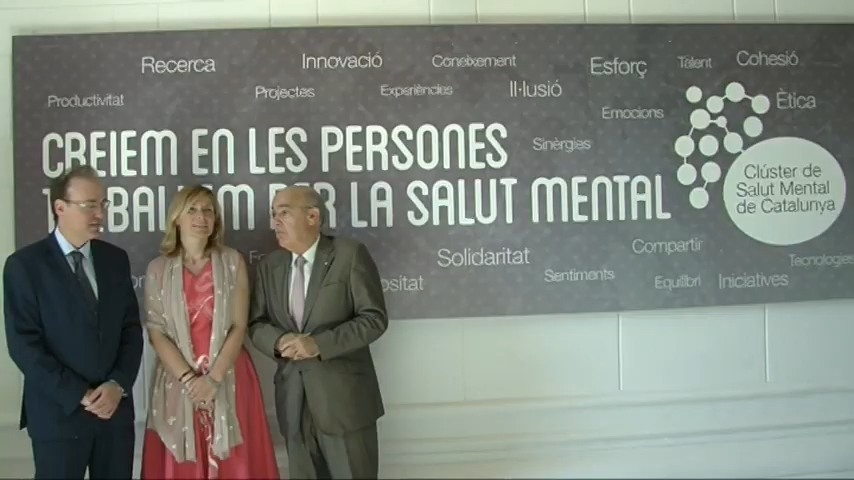 Recerca
Innovació
Coneixement
Esforç
Talent
Cohesió
Productivitat
Projectes
Experiències
Il·lusió
Emocions
Ètica
Sinèrgies
CREIEM EN LES PERSONES
LA SALUT MENTAL
Clúster de
Salut Mental
de Catalunya
Solidaritat
Compartir
Sentiments
Equilibri
Iniciatives
Tecnologies